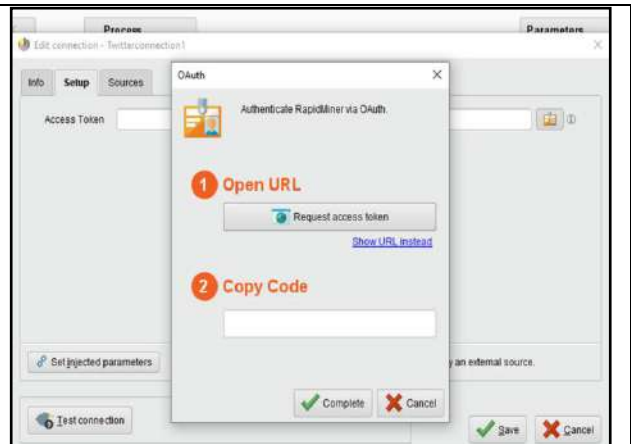 Process
Parameters
Edit connection - Twitterconnection1
Info
Setup
Sources
Access Token
OAuth
Authenticate RapidMiner via OAuth.
1 Open URL
Request access token
Show URL instead
2 Copy Code
Complete
Cancel
Set injected parameters
y an external source.
Test connection
Save
Cancel